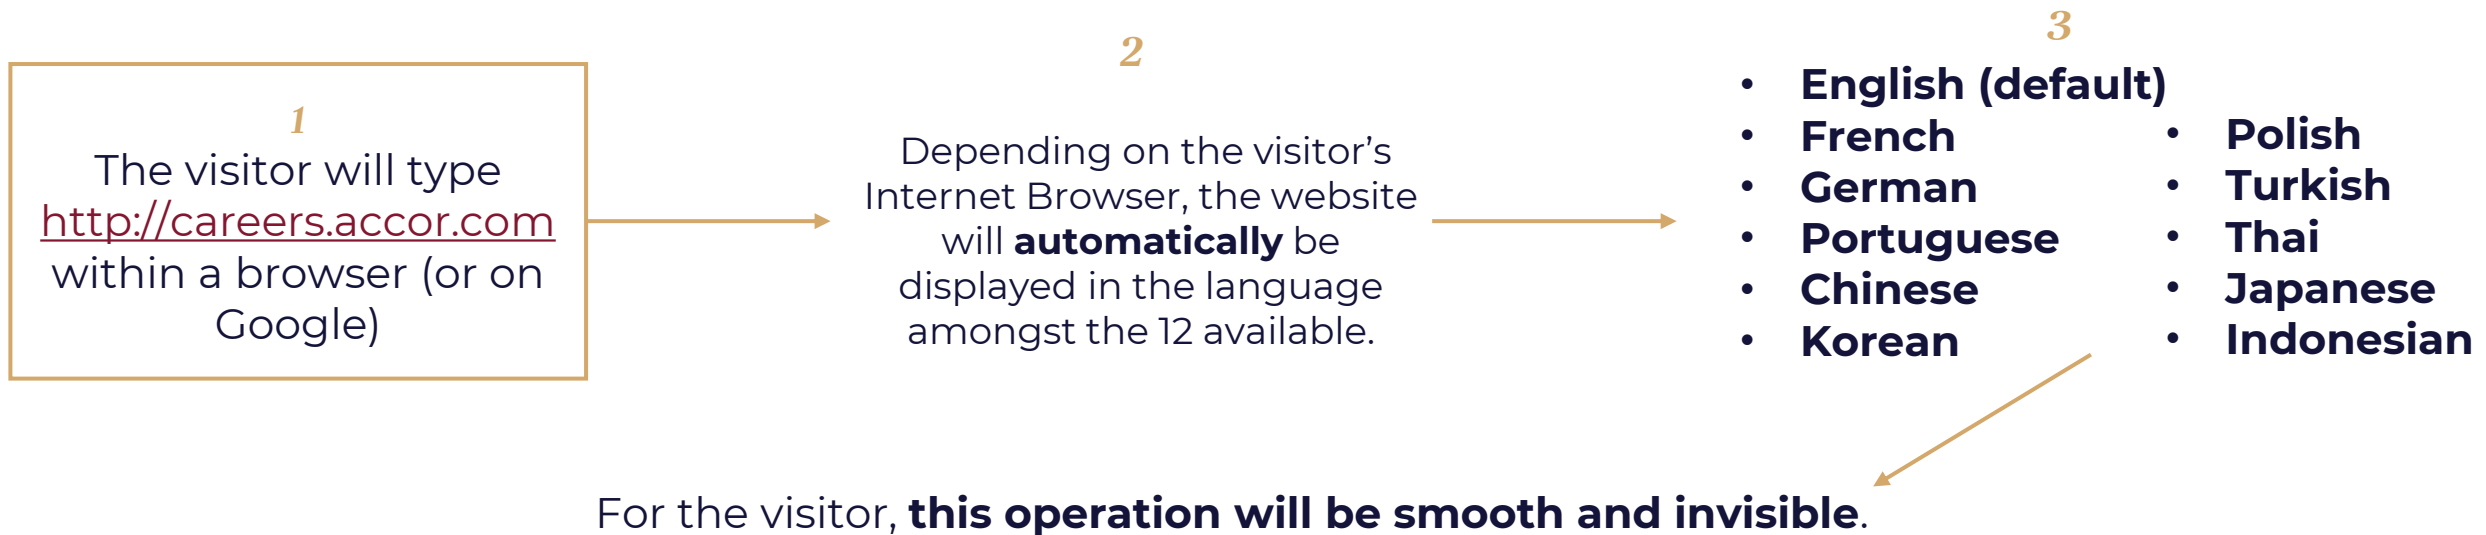 1
The visitor will type
http://careers.accor.com
within a browser (or on
Google)
2
Depending on the visitor’s
Internet Browser, the website
will automatically be
displayed in the language
amongst the 12 available.
3
• English (default)
• French
• German
• Portuguese
• Chinese
• Korean
• Polish
• Turkish
• Thai
• Japanese
• Indonesian
For the visitor, this operation will be smooth and invisible.